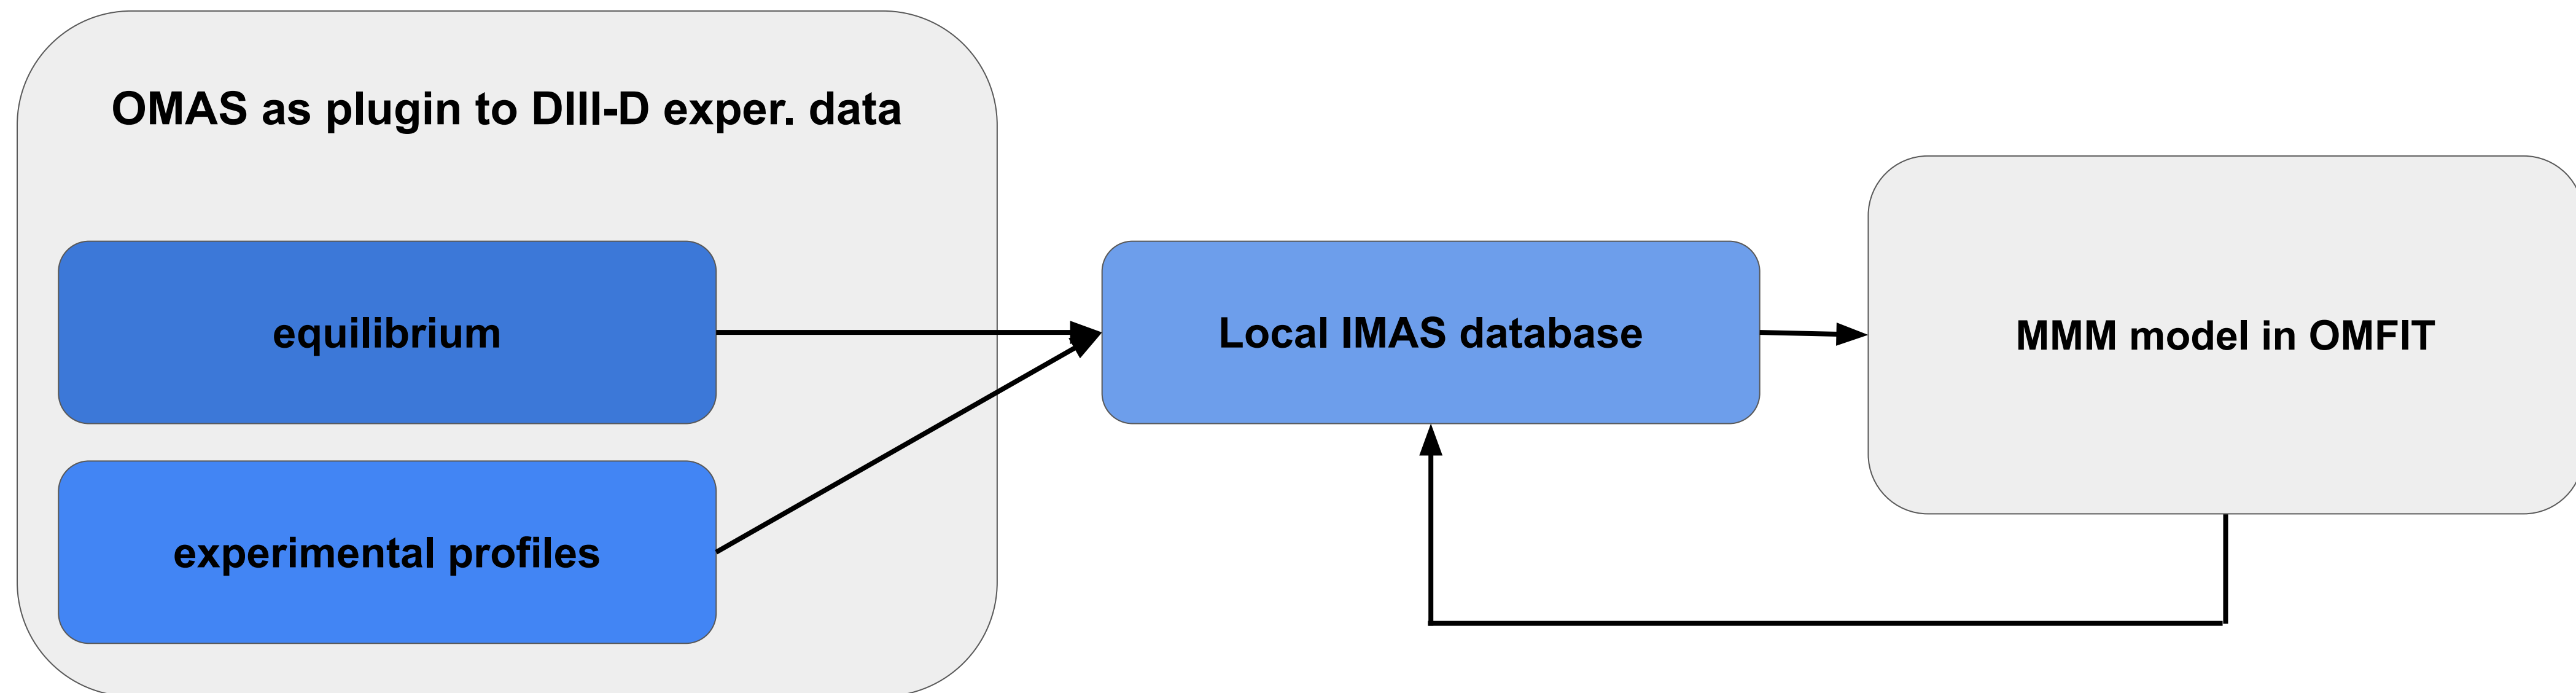 OMAS as plugin to DIII-D exper. data
equilibrium
experimental profiles
Local IMAS database
MMM model in OMFIT